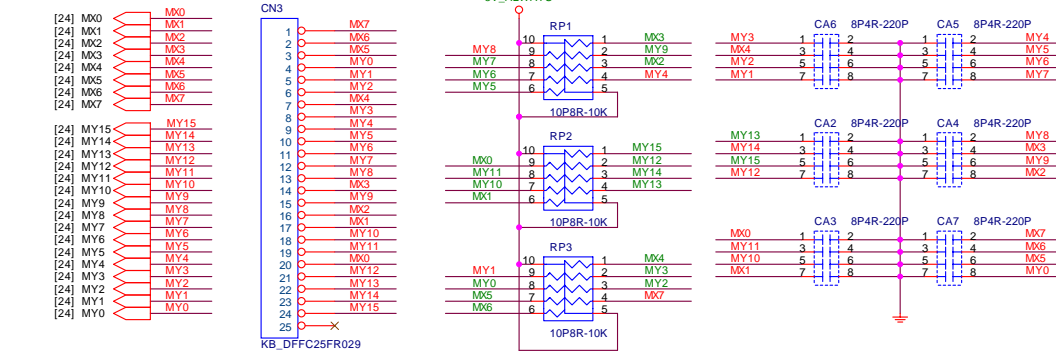 [24] MX0 MX0
[24] MX1 MX1
[24] MX2 MX2
[24] MX3 MX3
[24] MX4 MX4
[24] MX5 MX5
[24] MX6 MX6
[24] MX7 MX7
[24] MY15 MY15
[24] MY14 MY14
[24] MY13 MY13
[24] MY12 MY12
[24] MY11 MY11
[24] MY10 MY10
[24] MY9 MY9
[24] MY8 MY8
[24] MY7 MY7
[24] MY6 MY6
[24] MY5 MY5
[24] MY4 MY4
[24] MY3 MY3
[24] MY2 MY2
[24] MY1 MY1
[24] MY0 MY0
CN3
1 MX7
2 MX6
3 MX5
4 MY0
5 MY1
6 MY2
7 MX4
8 MY3
9 MY4
10 MY5
11 MY6
12 MY7
13 MY8
14 MX3
15 MY9
16 MX2
17 MX1
18 MY10
19 MY11
20 MX0
21 MY12
22 MY13
23 MY14
24 MY15
25
KB_DFFC25FR029
RP1
10 1 MX3
MY8 9 2 MY9
MY7 8 3 MX2
MY6 7 4 MY4
MY5 6 5
10P8R-10K
RP2
10 1 MY15
MX0 9 2 MY12
MY11 8 3 MY14
MY10 7 4 MY13
MX1 6 5
10P8R-10K
RP3
10 1 MX4
MY1 9 2 MY3
MY0 8 3 MY2
MX5 7 4 MX7
MX6 6 5
10P8R-10K
CA6 8P4R-220P CA5 8P4R-220P
MY3 1 2 1 2 MY4
MX4 3 4 3 4 MY5
MY2 5 6 5 6 MY6
MY1 7 8 7 8 MY7
CA2 8P4R-220P CA4 8P4R-220P
MY13 1 2 1 2 MY8
MY14 3 4 3 4 MX3
MY15 5 6 5 6 MY9
MY12 7 8 7 8 MX2
CA3 8P4R-220P CA7 8P4R-220P
MX0 1 2 1 2 MX7
MY11 3 4 3 4 MX6
MY10 5 6 5 6 MX5
MX1 7 8 7 8 MY0